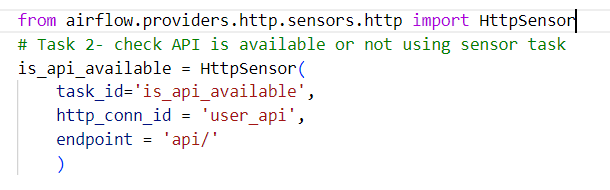 from airflow.providers.http.sensors.http import HttpSensor
# Task 2- check API is available or not using sensor task
is_api_available = HttpSensor(
    task_id='is_api_available',
    http_conn_id = 'user_api',
    endpoint = 'api/'
    )